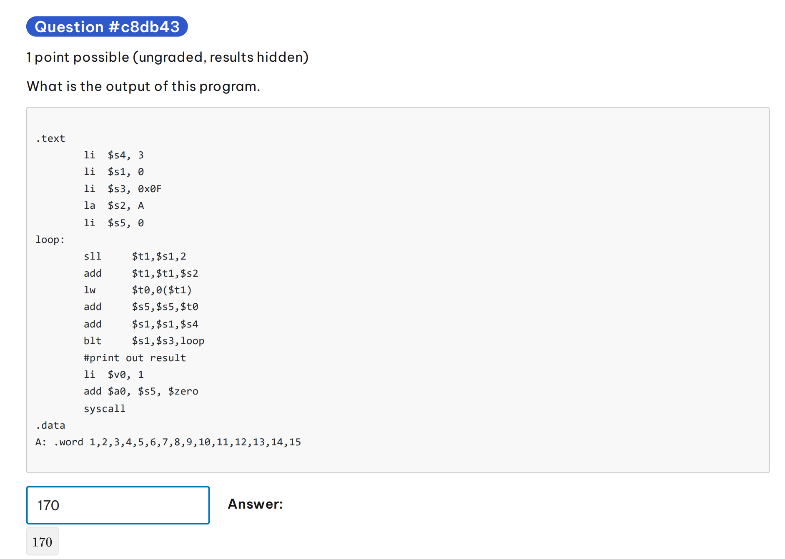 Question #c8db43
1 point possible (ungraded, results hidden)
What is the output of this program.
.text
li $s4, 3
li $s1, 0
li $s3, 0x0F
la $s2, A
li $s5, 0
loop:
sll $t1,$s1,2
add $t1,$t1,$s2
lw $t0,0($t1)
add $s5,$s5,$t0
add $s1,$s1,$s4
blt $s1,$s3,loop
#print out result
li $v0, 1
add $a0, $s5, $zero
syscall
.data
A: .word 1,2,3,4,5,6,7,8,9,10,11,12,13,14,15
170 Answer:
170